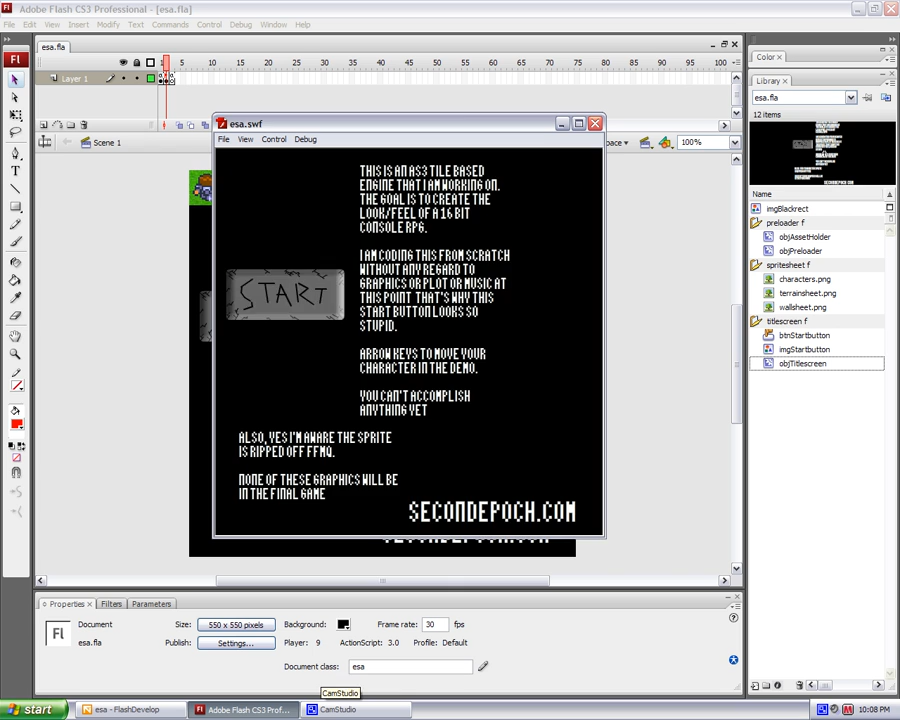 Adobe Flash CS3 Professional - [esa.fla]
File Edit View Insert Modify Text Commands Control Debug Window Help
esa.fla
1 5 10 15 20 25 30 35 40 45 50 55 60 65 70 75 80 85 90 95 100
Layer 1
Scene 1
100%
esa.swf
File View Control Debug
THIS IS AN AS3 TILE BASED
ENGINE THAT I AM WORKING ON.
THE GOAL IS TO CREATE THE
LOOK/FEEL OF A 16 BIT
CONSOLE RPG.
I AM CODING THIS FROM SCRATCH
WITHOUT ANY REGARD TO
GRAPHICS OR PLOT OR MUSIC AT
THIS POINT THAT'S WHY THIS
START BUTTON LOOKS SO
STUPID.
START
ARROW KEYS TO MOVE YOUR
CHARACTER IN THE DEMO.
YOU CAN'T ACCOMPLISH
ANYTHING YET
ALSO, YES I'M AWARE THE SPRITE
IS RIPPED OFF FFMQ.
NONE OF THESE GRAPHICS WILL BE
IN THE FINAL GAME
SECONDEPOCH.COM
Color
Library
esa.fla
12 items
SECONDEPOCH.COM
Name
imgBlackrect
preloader f
objAssetHolder
objPreloader
spritesheet f
characters.png
terrainsheet.png
wallsheet.png
titlescreen f
btnStartbutton
imgStartbutton
objTitlescreen
Properties Filters Parameters
Fl
Document
esa.fla
Size: 550 x 550 pixels Background: Frame rate: 30 fps
Publish: Settings... Player: 9 ActionScript: 3.0 Profile: Default
Document class: esa
CamStudio
start esa - FlashDevelop Adobe Flash CS3 Prof... CamStudio 10:08 PM